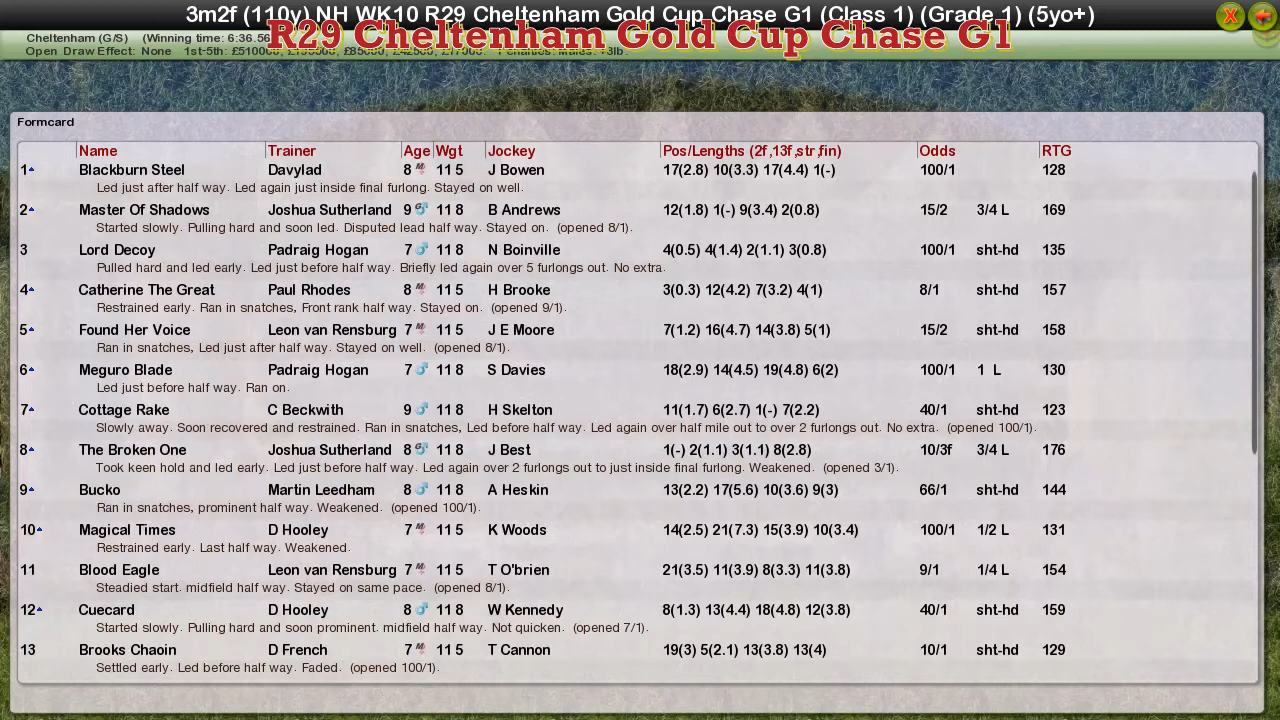 3m2f (110y) NH WK10 R29 Cheltenham Gold Cup Chase G1 (Class 1) (Grade 1) (5yo+)
R29 Cheltenham Gold Cup Chase G1
Cheltenham (G/S) (Winning time: 6:36.56
Open Draw Effect: None 1st-5th: £510000, Penalties: Males: +3lb.
Formcard
Name Trainer Age Wgt Jockey Pos/Lengths (2f,13f,str,fin) Odds RTG
1 Blackburn Steel Davylad 8 11 5 J Bowen 17(2.8) 10(3.3) 17(4.4) 1(-) 100/1 128
Led just after half way. Led again just inside final furlong. Stayed on well.
2 Master Of Shadows Joshua Sutherland 9 11 8 B Andrews 12(1.8) 1(-) 9(3.4) 2(0.8) 15/2 3/4 L 169
Started slowly. Pulling hard and soon led. Disputed lead half way. Stayed on. (opened 8/1).
3 Lord Decoy Padraig Hogan 7 11 8 N Boinville 4(0.5) 4(1.4) 2(1.1) 3(0.8) 100/1 sht-hd 135
Pulled hard and led early. Led just before half way. Briefly led again over 5 furlongs out. No extra.
4 Catherine The Great Paul Rhodes 8 11 5 H Brooke 3(0.3) 12(4.2) 7(3.2) 4(1) 8/1 sht-hd 157
Restrained early. Ran in snatches, Front rank half way. Stayed on. (opened 9/1).
5 Found Her Voice Leon van Rensburg 7 11 5 J E Moore 7(1.2) 16(4.7) 14(3.8) 5(1) 15/2 sht-hd 158
Ran in snatches, Led just after half way. Stayed on well. (opened 8/1).
6 Meguro Blade Padraig Hogan 7 11 8 S Davies 18(2.9) 14(4.5) 19(4.8) 6(2) 100/1 1 L 130
Led just before half way. Ran on.
7 Cottage Rake C Beckwith 9 11 8 H Skelton 11(1.7) 6(2.7) 1(-) 7(2.2) 40/1 sht-hd 123
Slowly away. Soon recovered and restrained. Ran in snatches, Led before half way. Led again over half mile out to over 2 furlongs out. No extra. (opened 100/1).
8 The Broken One Joshua Sutherland 8 11 8 J Best 1(-) 2(1.1) 3(1.1) 8(2.8) 10/3f 3/4 L 176
Took keen hold and led early. Led just before half way. Led again over 2 furlongs out to just inside final furlong. Weakened. (opened 3/1).
9 Bucko Martin Leedham 8 11 8 A Heskin 13(2.2) 17(5.6) 10(3.6) 9(3) 66/1 sht-hd 144
Ran in snatches, prominent half way. Weakened. (opened 100/1).
10 Magical Times D Hooley 7 11 5 K Woods 14(2.5) 21(7.3) 15(3.9) 10(3.4) 100/1 1/2 L 131
Restrained early. Last half way. Weakened.
11 Blood Eagle Leon van Rensburg 7 11 5 T O'brien 21(3.5) 11(3.9) 8(3.3) 11(3.8) 9/1 1/4 L 154
Steadied start. midfield half way. Stayed on same pace. (opened 8/1).
12 Cuecard D Hooley 8 11 8 W Kennedy 8(1.3) 13(4.4) 18(4.8) 12(3.8) 40/1 sht-hd 159
Started slowly. Pulling hard and soon prominent. midfield half way. Not quicken. (opened 7/1).
13 Brooks Chaoin D French 7 11 5 T Cannon 19(3) 5(2.1) 13(3.8) 13(4) 10/1 sht-hd 129
Settled early. Led before half way. Faded. (opened 100/1).